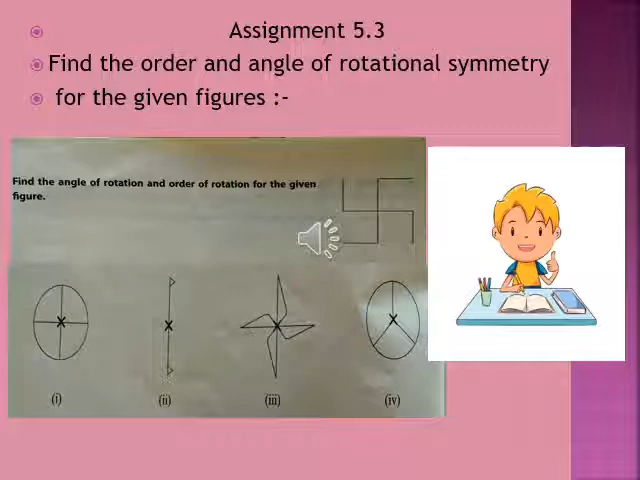 Assignment 5.3
Find the order and angle of rotational symmetry
for the given figures :-
Find the angle of rotation and order of rotation for the given
figure.
(i) (ii) (iii) (iv)